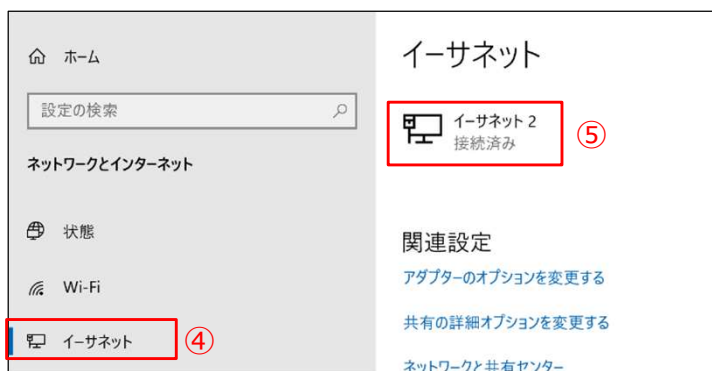 ホーム
設定の検索
ネットワークとインターネット
状態
Wi-Fi
イーサネット
④
イーサネット
イーサネット 2
接続済み
⑤
関連設定
アダプターのオプションを変更する
共有の詳細オプションを変更する
ネットワークと共有センター